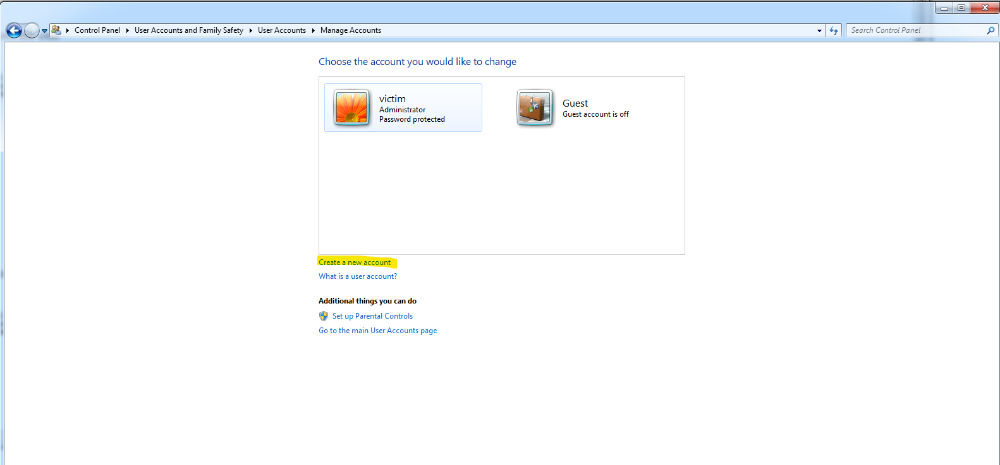 Control Panel User Accounts and Family Safety User Accounts Manage Accounts
Search Control Panel
Choose the account you would like to change
victim
Administrator
Password protected
Guest
Guest account is off
Create a new account
What is a user account?
Additional things you can do
Set up Parental Controls
Go to the main User Accounts page